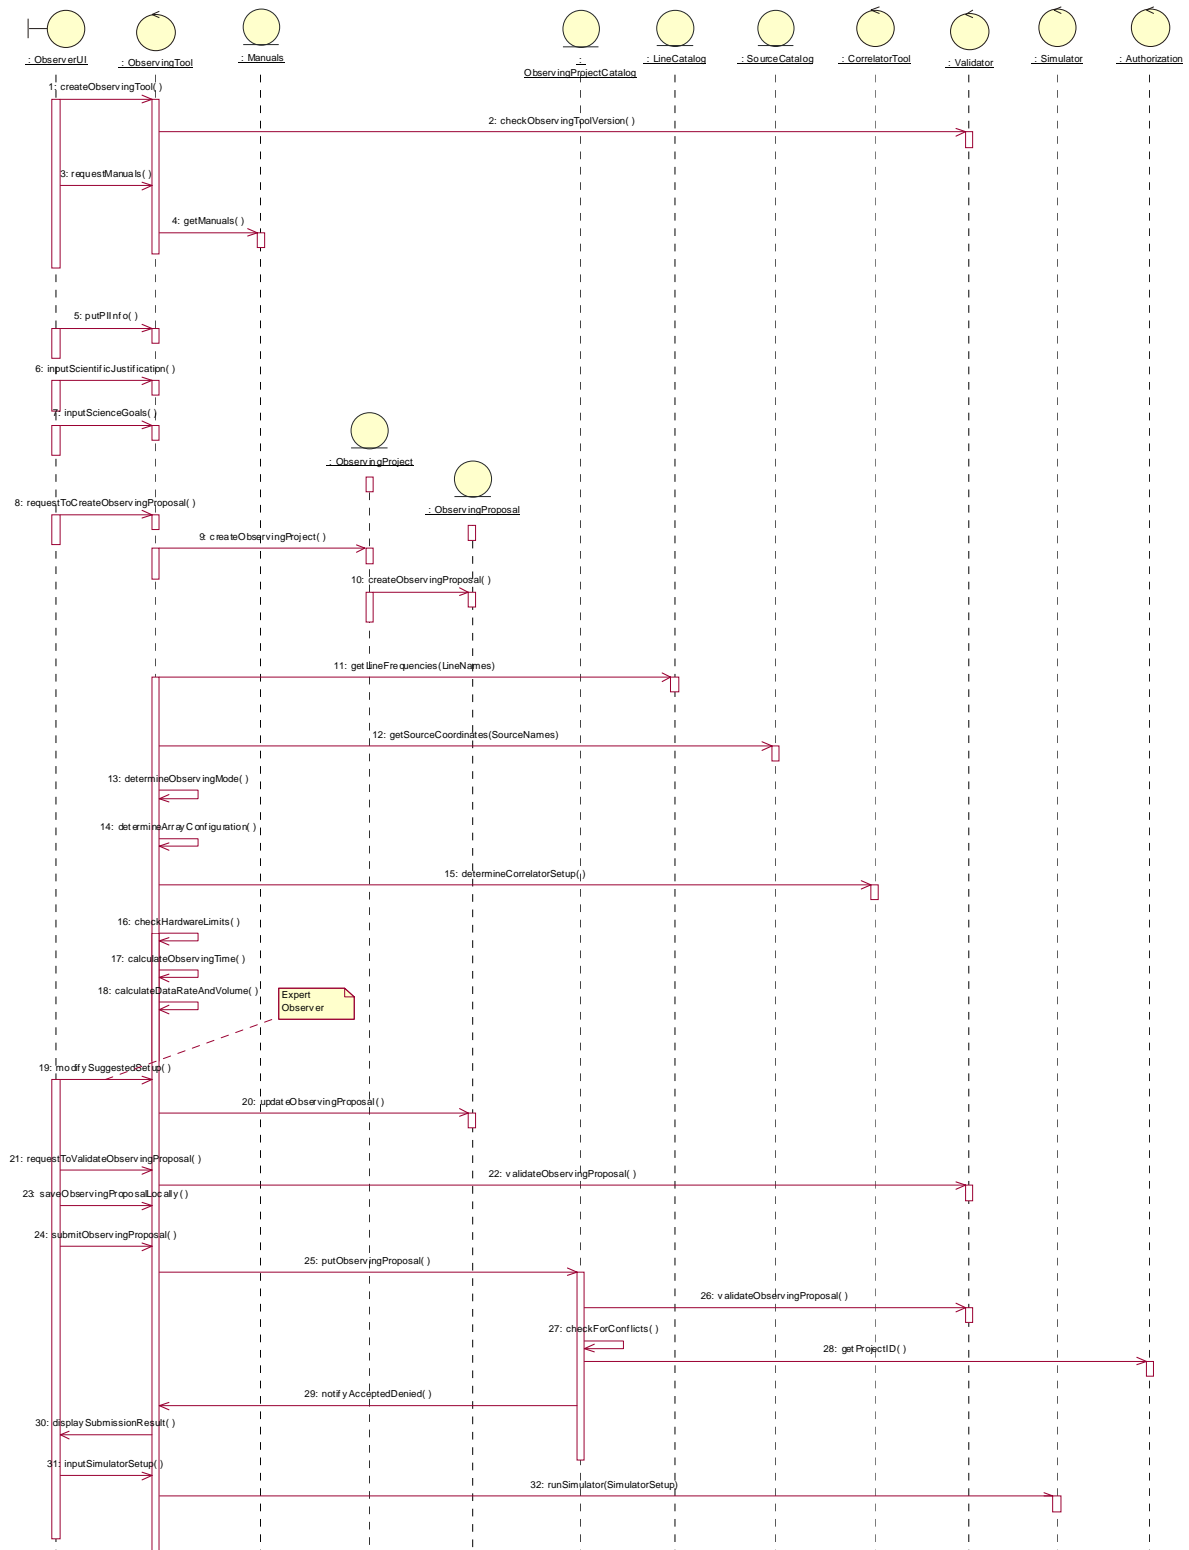 : ObserverUI
: ObservingTool
: Manuals
:
ObservingProjectCatalog
: LineCatalog
: SourceCatalog
: CorrelatorTool
: Validator
: Simulator
: Authorization
1: createObservingTool( )
2: checkObservingToolVersion( )
3: requestManuals( )
4: getManuals( )
5: putPIInfo( )
6: inputScientificJustification( )
7: inputScienceGoals( )
: ObservingProject
: ObservingProposal
8: requestToCreateObservingProposal( )
9: createObservingProject( )
10: createObservingProposal( )
11: getLineFrequencies(LineNames)
12: getSourceCoordinates(SourceNames)
13: determineObservingMode( )
14: determineArrayConfiguration( )
15: determineCorrelatorSetup( )
16: checkHardwareLimits( )
17: calculateObservingTime( )
18: calculateDataRateAndVolume( )
Expert
Observer
19: modifySuggestedSetup( )
20: updateObservingProposal( )
21: requestToValidateObservingProposal( )
22: validateObservingProposal( )
23: saveObservingProposalLocally( )
24: submitObservingProposal( )
25: putObservingProposal( )
26: validateObservingProposal( )
27: checkForConflicts( )
28: getProjectID( )
29: notifyAcceptedDenied( )
30: displaySubmissionResult( )
31: inputSimulatorSetup( )
32: runSimulator(SimulatorSetup)